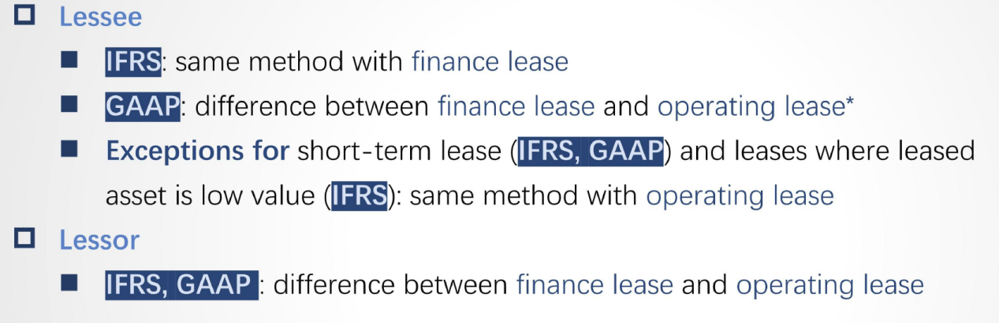 Lessee
IFRS: same method with finance lease
GAAP: difference between finance lease and operating lease*
Exceptions for short-term lease (IFRS, GAAP) and leases where leased
asset is low value (IFRS): same method with operating lease
Lessor
IFRS, GAAP : difference between finance lease and operating lease